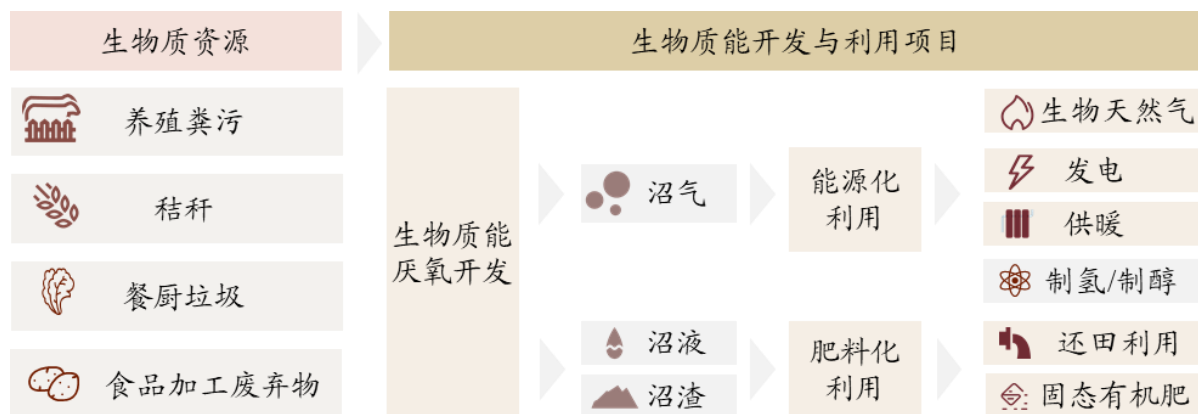 生物质资源
生物质能开发与利用项目
养殖粪污
秸秆
餐厨垃圾
食品加工废弃物
生物质能
厌氧开发
沼气
能源化
利用
生物天然气
发电
供暖
制氢/制醇
沼液
沼渣
肥料化
利用
还田利用
固态有机肥